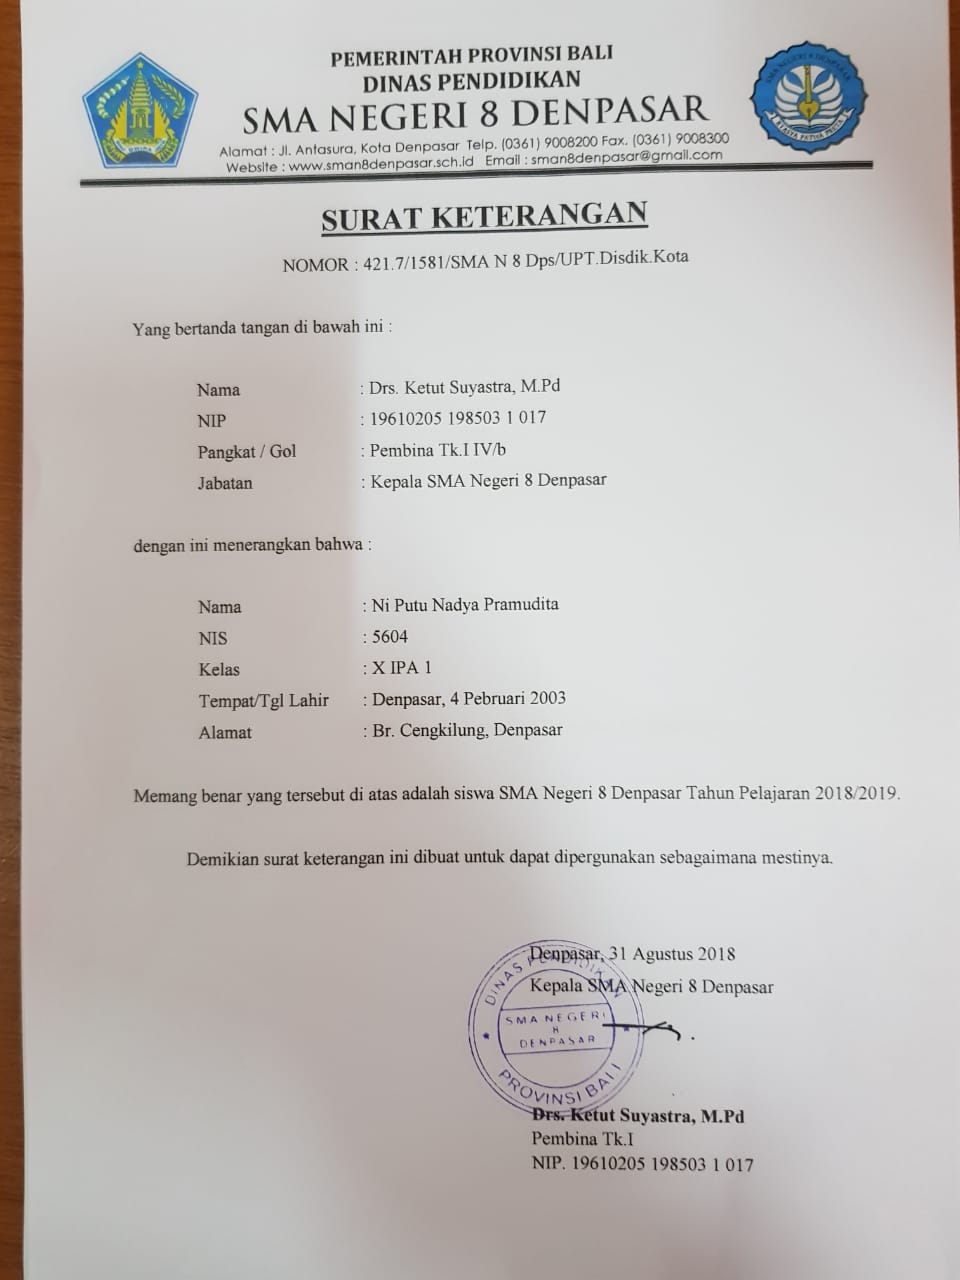 PEMERINTAH PROVINSI BALI
DINAS PENDIDIKAN
SMA NEGERI 8 DENPASAR
Alamat : Jl. Antasura, Kota Denpasar Telp. (0361) 9008200 Fax. (0361) 9008300
Website : www.sman8denpasar.sch.id Email : sman8denpasar@gmail.com
SURAT KETERANGAN
NOMOR : 421.7/1581/SMA N 8 Dps/UPT.Disdik.Kota
Yang bertanda tangan di bawah ini :
Nama : Drs. Ketut Suyastra, M.Pd
NIP : 19610205 198503 1 017
Pangkat / Gol : Pembina Tk.I IV/b
Jabatan : Kepala SMA Negeri 8 Denpasar
dengan ini menerangkan bahwa :
Nama : Ni Putu Nadya Pramudita
NIS : 5604
Kelas : X IPA 1
Tempat/Tgl Lahir : Denpasar, 4 Pebruari 2003
Alamat : Br. Cengkilung, Denpasar
Memang benar yang tersebut di atas adalah siswa SMA Negeri 8 Denpasar Tahun Pelajaran 2018/2019.
Demikian surat keterangan ini dibuat untuk dapat dipergunakan sebagaimana mestinya.
Denpasar, 31 Agustus 2018
Kepala SMA Negeri 8 Denpasar
DINAS PENDIDIKAN
SMA NEGERI
8
DENPASAR
PROVINSI BALI
Drs. Ketut Suyastra, M.Pd
Pembina Tk.I
NIP. 19610205 198503 1 017